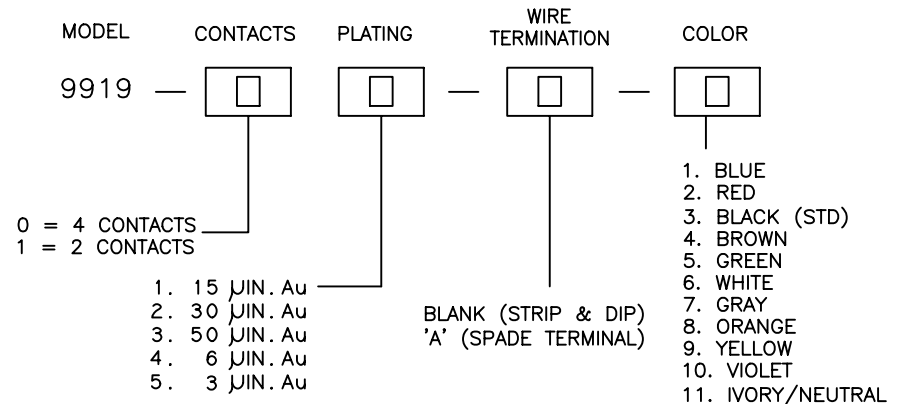 MODEL CONTACTS PLATING WIRE TERMINATION COLOR
9919 — — —
0 = 4 CONTACTS
1 = 2 CONTACTS
1. 15 µIN.Au
2. 30 µIN.Au
3. 50 µIN.Au
4. 6 µIN.Au
5. 3 µIN.Au
BLANK (STRIP & DIP)
'A' (SPADE TERMINAL)
1. BLUE
2. RED
3. BLACK (STD)
4. BROWN
5. GREEN
6. WHITE
7. GRAY
8. ORANGE
9. YELLOW
10. VIOLET
11. IVORY/NEUTRAL